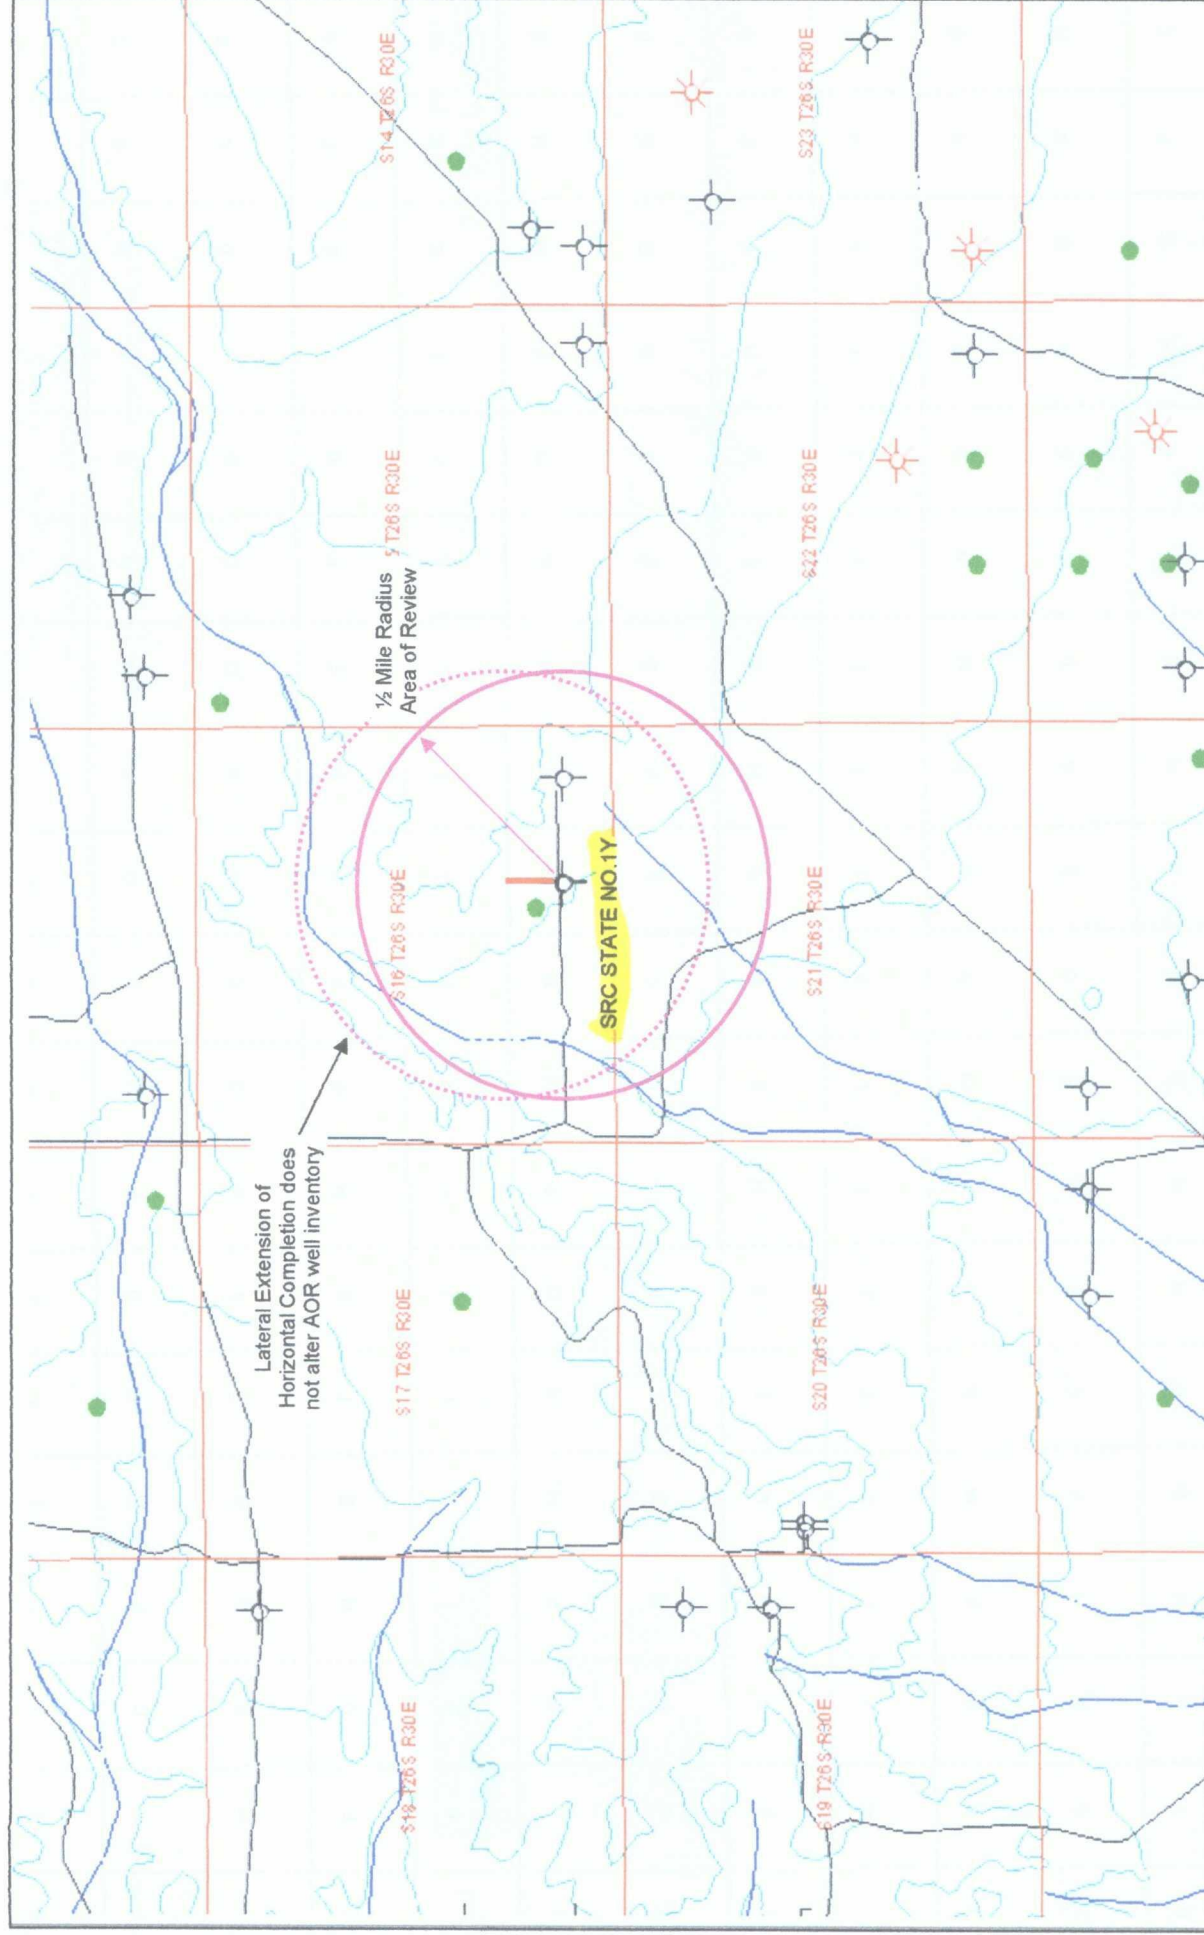 Lateral Extension of
Horizontal Completion does
not alter AOR well inventory
½ Mile Radius
Area of Review
SRC STATE NO.1Y
S18 T26S R30E
S17 T26S R30E
S16 T26S R30E
T26S R30E
S14 T26S R30E
S19 T26S R30E
S20 T26S R30E
S21 T26S R30E
S22 T26S R30E
S23 T26S R30E